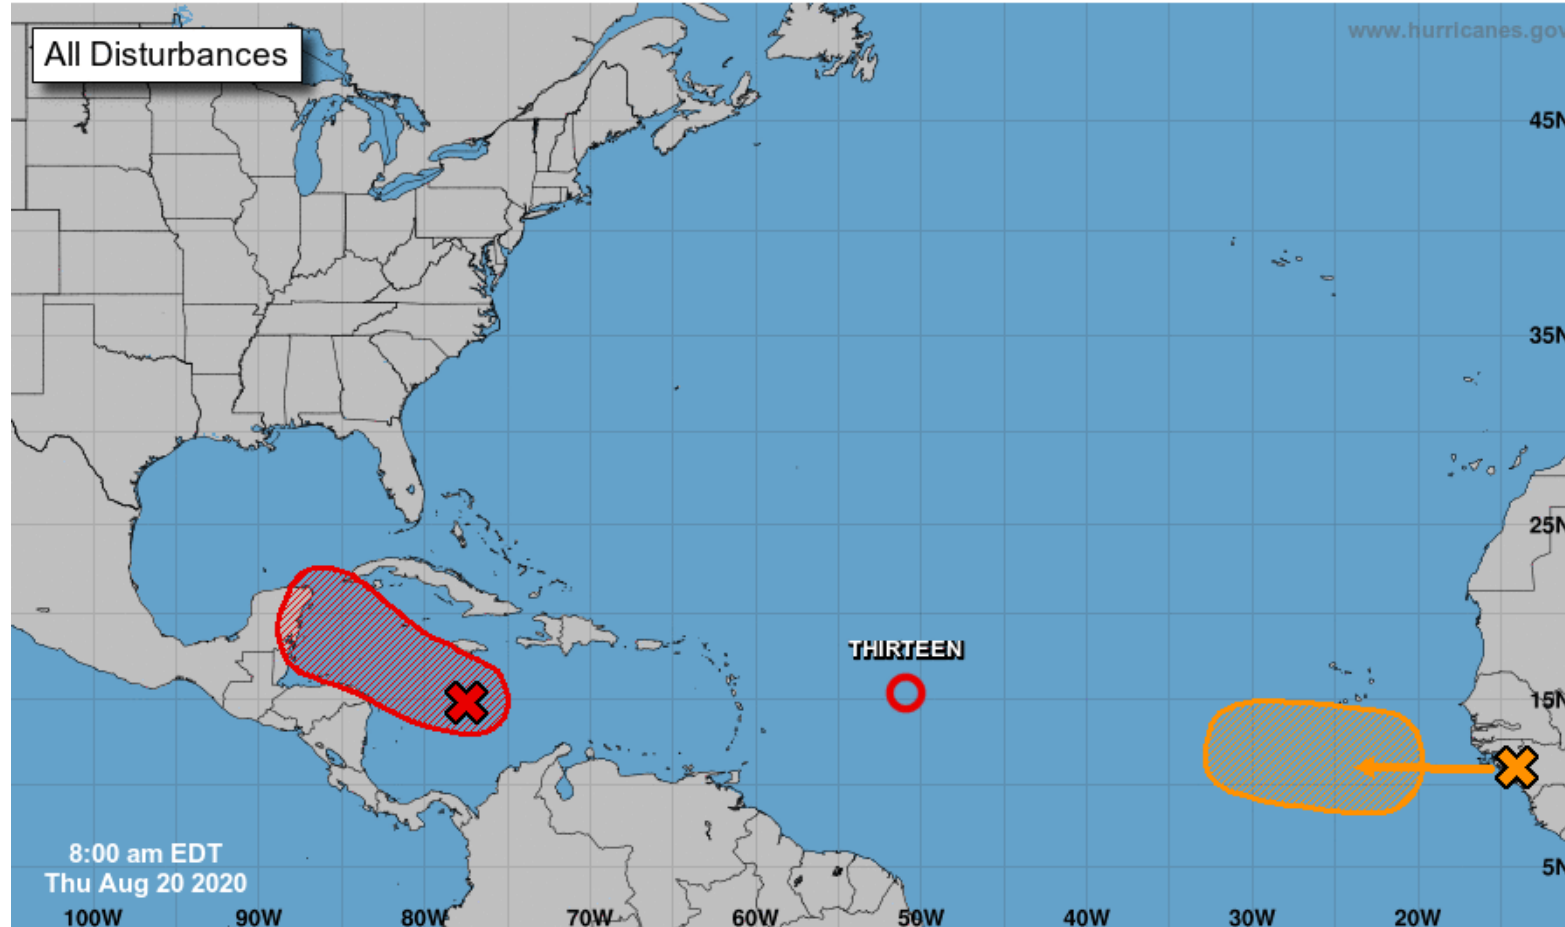 All Disturbances
www.hurricanes.gov
45N
35N
25N
THIRTEEN
15N
5N
8:00 am EDT
Thu Aug 20 2020
100W 90W 80W 70W 60W 50W 40W 30W 20W